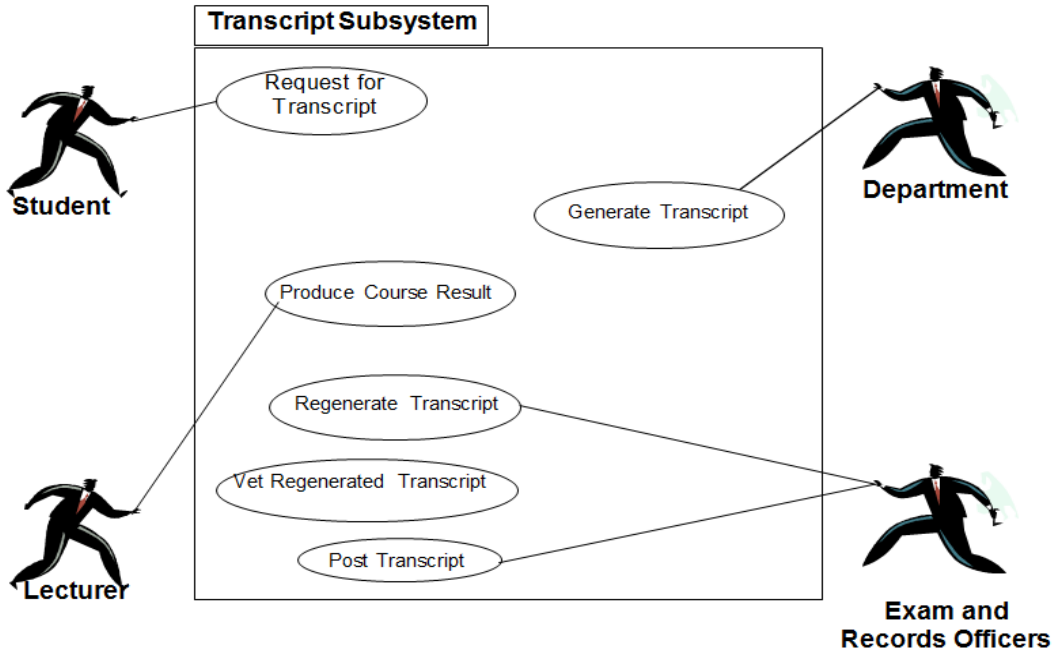 Transcript Subsystem
Request for
Transcript
Student
Department
Generate Transcript
Produce Course Result
Regenerate Transcript
Vet Regenerated Transcript
Post Transcript
Lecturer
Exam and
Records Officers